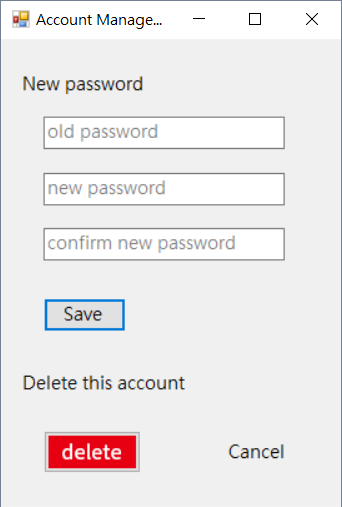 Account Manage...
New password
old password
new password
confirm new password
Save
Delete this account
delete
Cancel